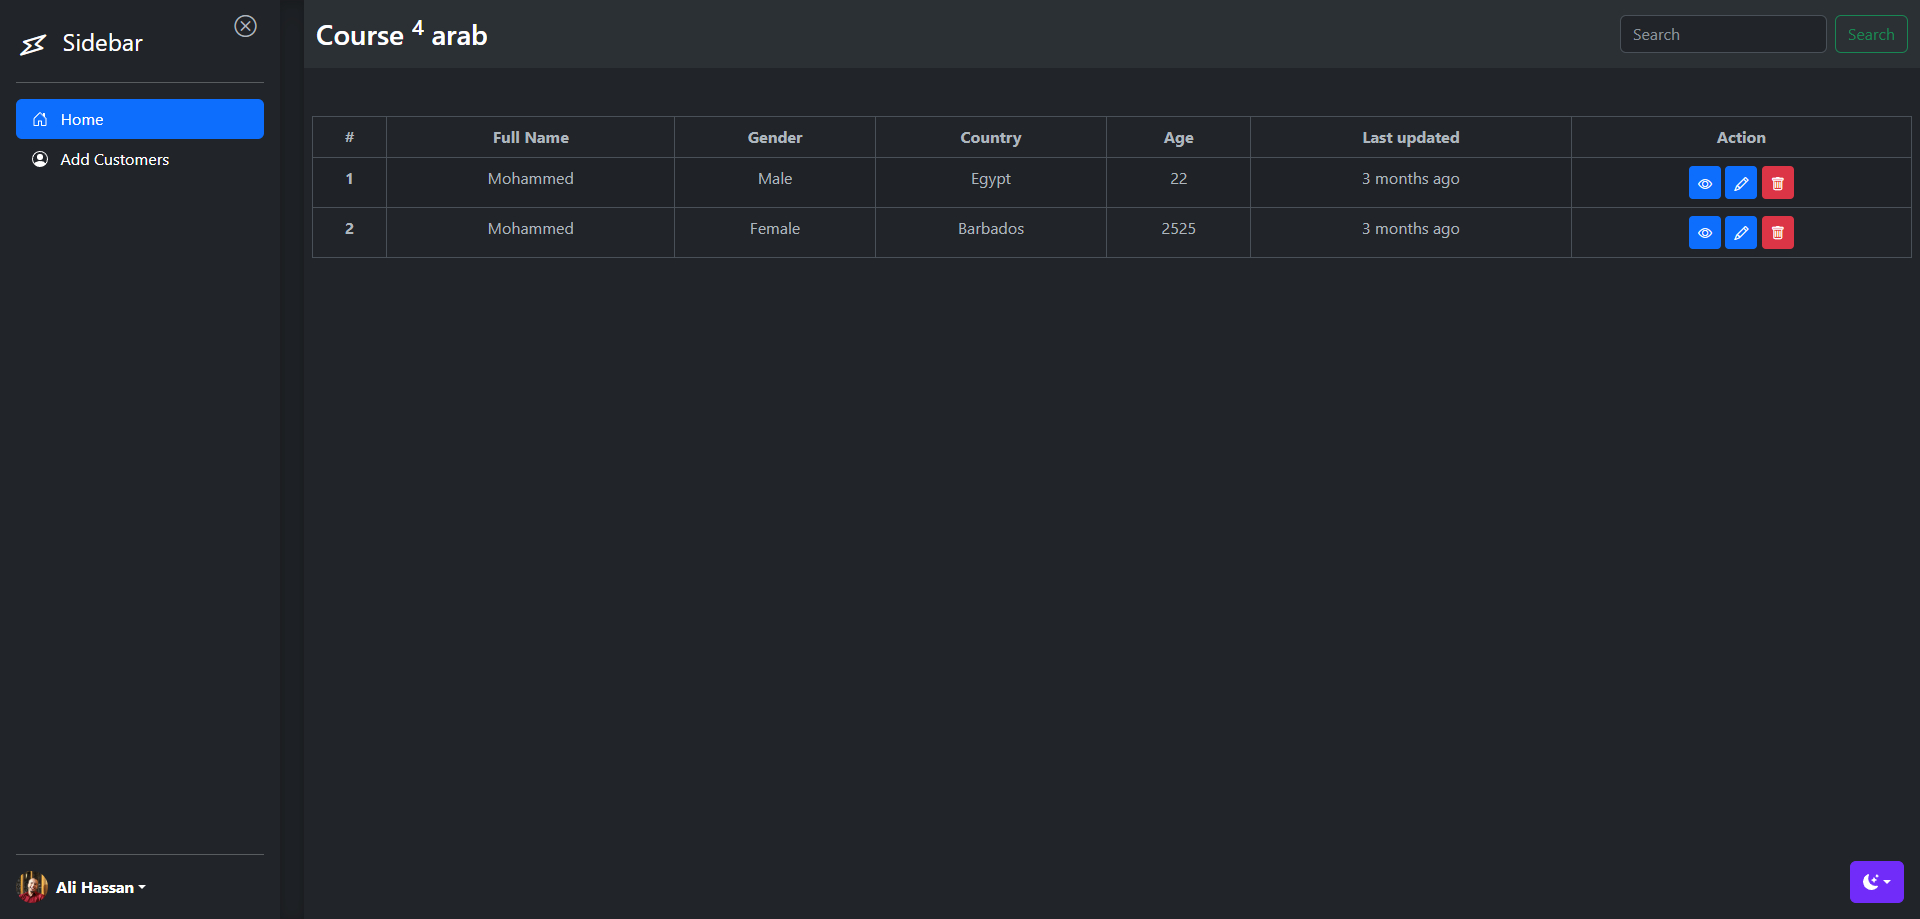 Sidebar
Home
Add Customers
Ali Hassan
Course 4 arab
Search Search
# Full Name Gender Country Age Last updated Action
1 Mohammed Male Egypt 22 3 months ago
2 Mohammed Female Barbados 2525 3 months ago